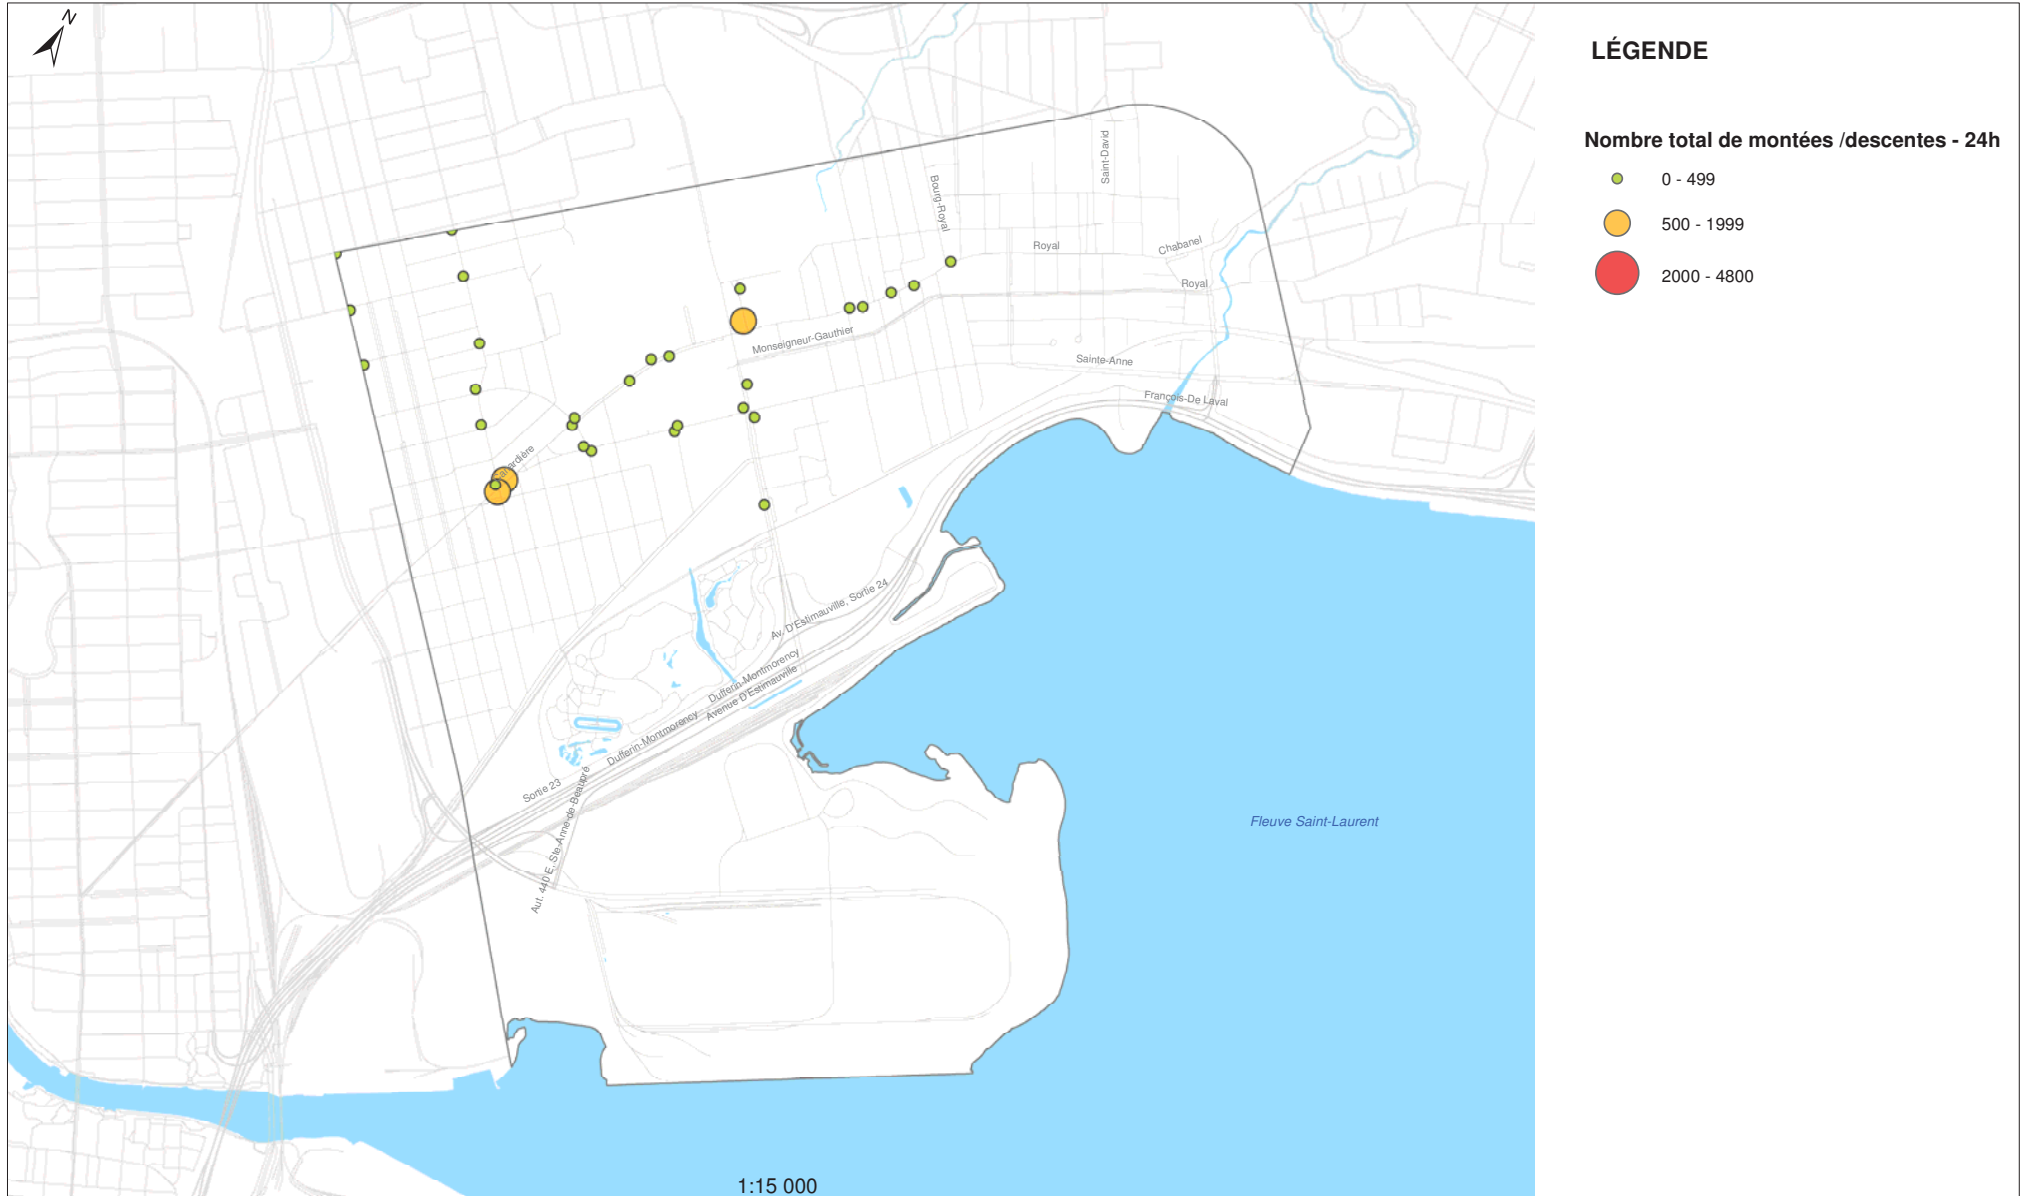 N
LÉGENDE
Nombre total de montées /descentes - 24h
0 - 499
500 - 1999
2000 - 4800
Saint-David
Bourg-Royal
Royal
Chabanel
Royal
Monseigneur-Gauthier
Sainte-Anne
François-De Laval
Av. D'Estimauville, Sortie 24
Dufferin-Montmorency
Avenue D'Estimauville
Dufferin-Montmorency
Sortie 23
Aut. 440 E, Ste-Anne-de-Beaupré
Fleuve Saint-Laurent
1:15 000